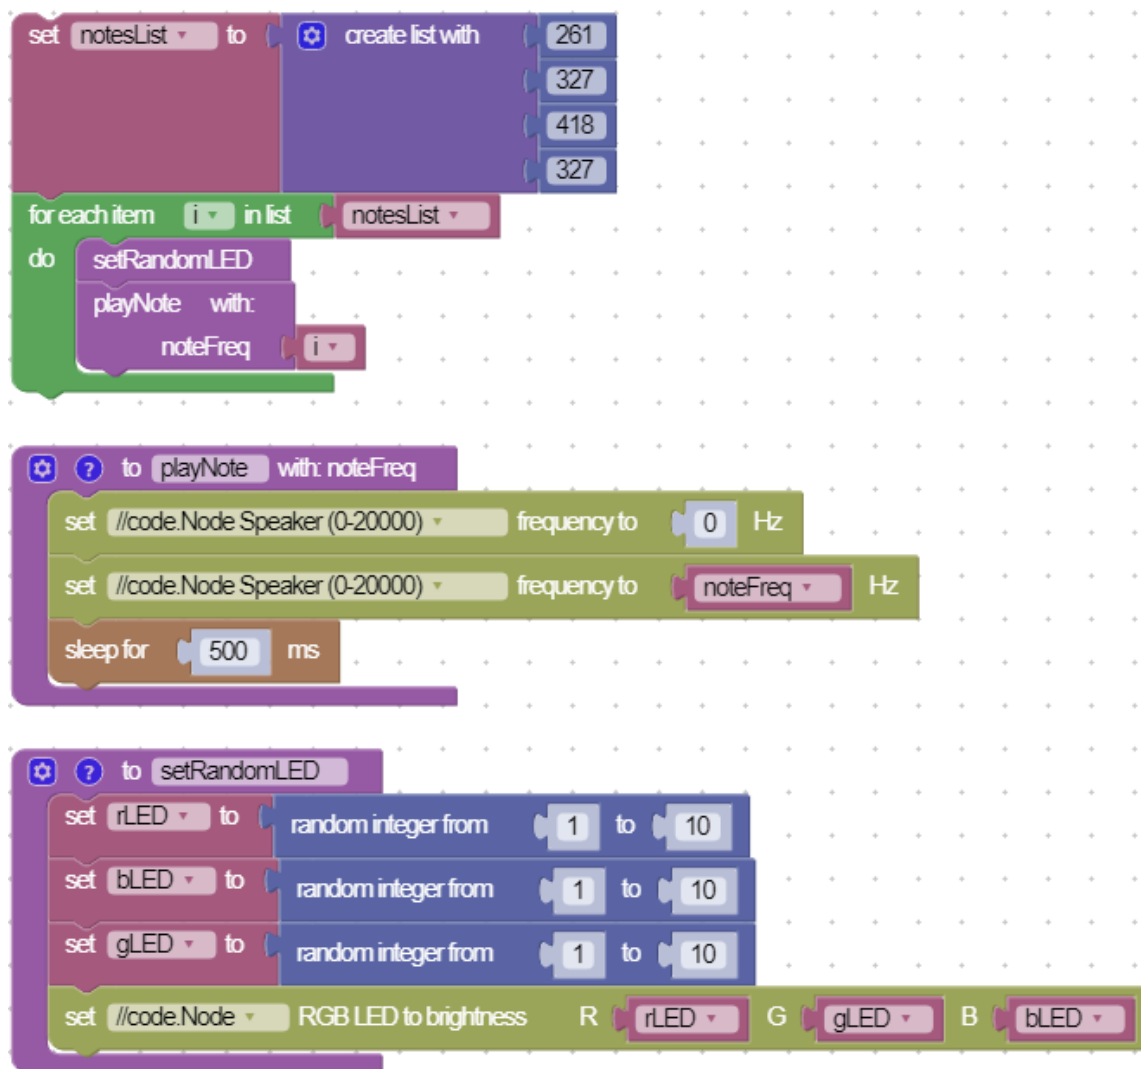 set notesList to create list with 261
327
418
327
for each item i in list notesList
do setRandomLED
playNote with:
noteFreq i
? to playNote with: noteFreq
set //code.Node Speaker (0-20000) frequency to 0 Hz
set //code.Node Speaker (0-20000) frequency to noteFreq Hz
sleep for 500 ms
? to setRandomLED
set rLED to random integer from 1 to 10
set bLED to random integer from 1 to 10
set gLED to random integer from 1 to 10
set //code.Node RGB LED to brightness R rLED G gLED B bLED